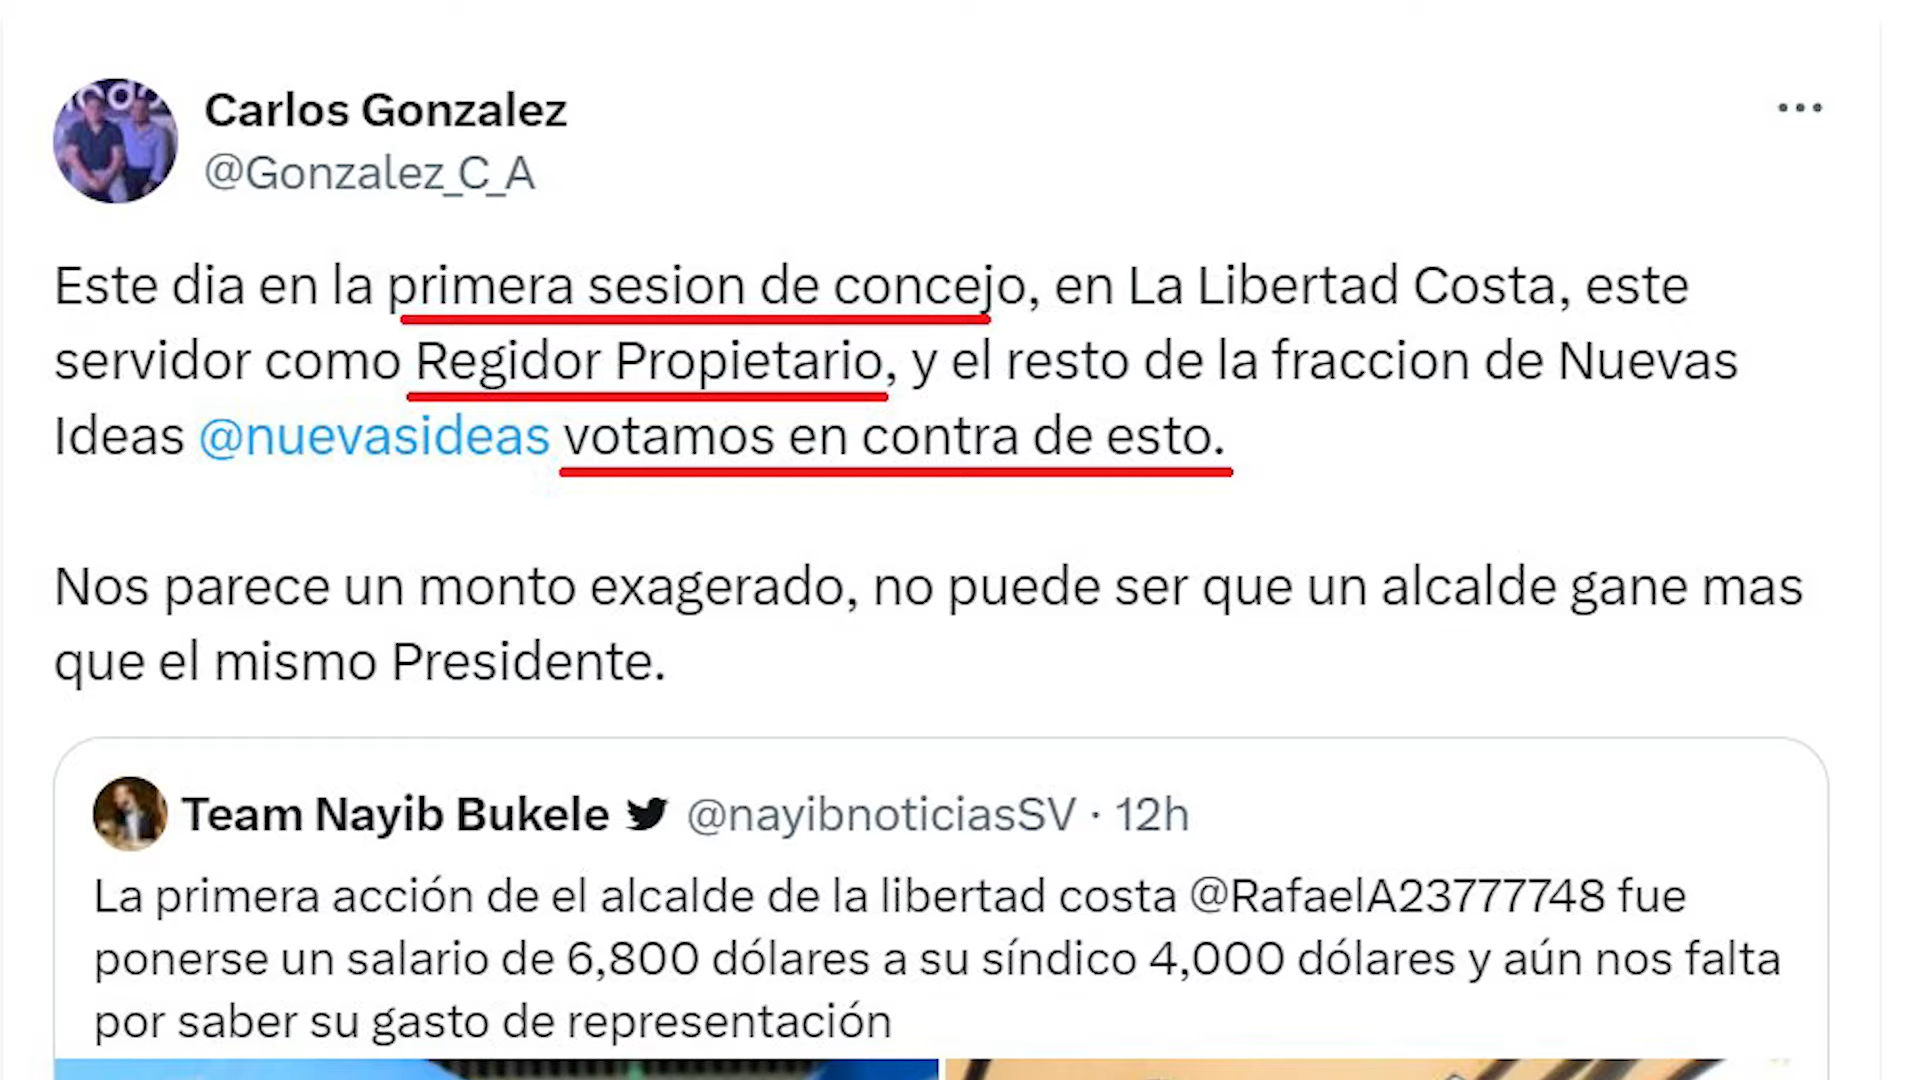 Carlos Gonzalez
@Gonzalez_C_A
Este dia en la primera sesion de concejo, en La Libertad Costa, este
servidor como Regidor Propietario, y el resto de la fraccion de Nuevas
Ideas @nuevasideas votamos en contra de esto.
Nos parece un monto exagerado, no puede ser que un alcalde gane mas
que el mismo Presidente.
Team Nayib Bukele @nayibnoticiasSV · 12h
La primera acción de el alcalde de la libertad costa @RafaelA23777748 fue
ponerse un salario de 6,800 dólares a su síndico 4,000 dólares y aún nos falta
por saber su gasto de representación